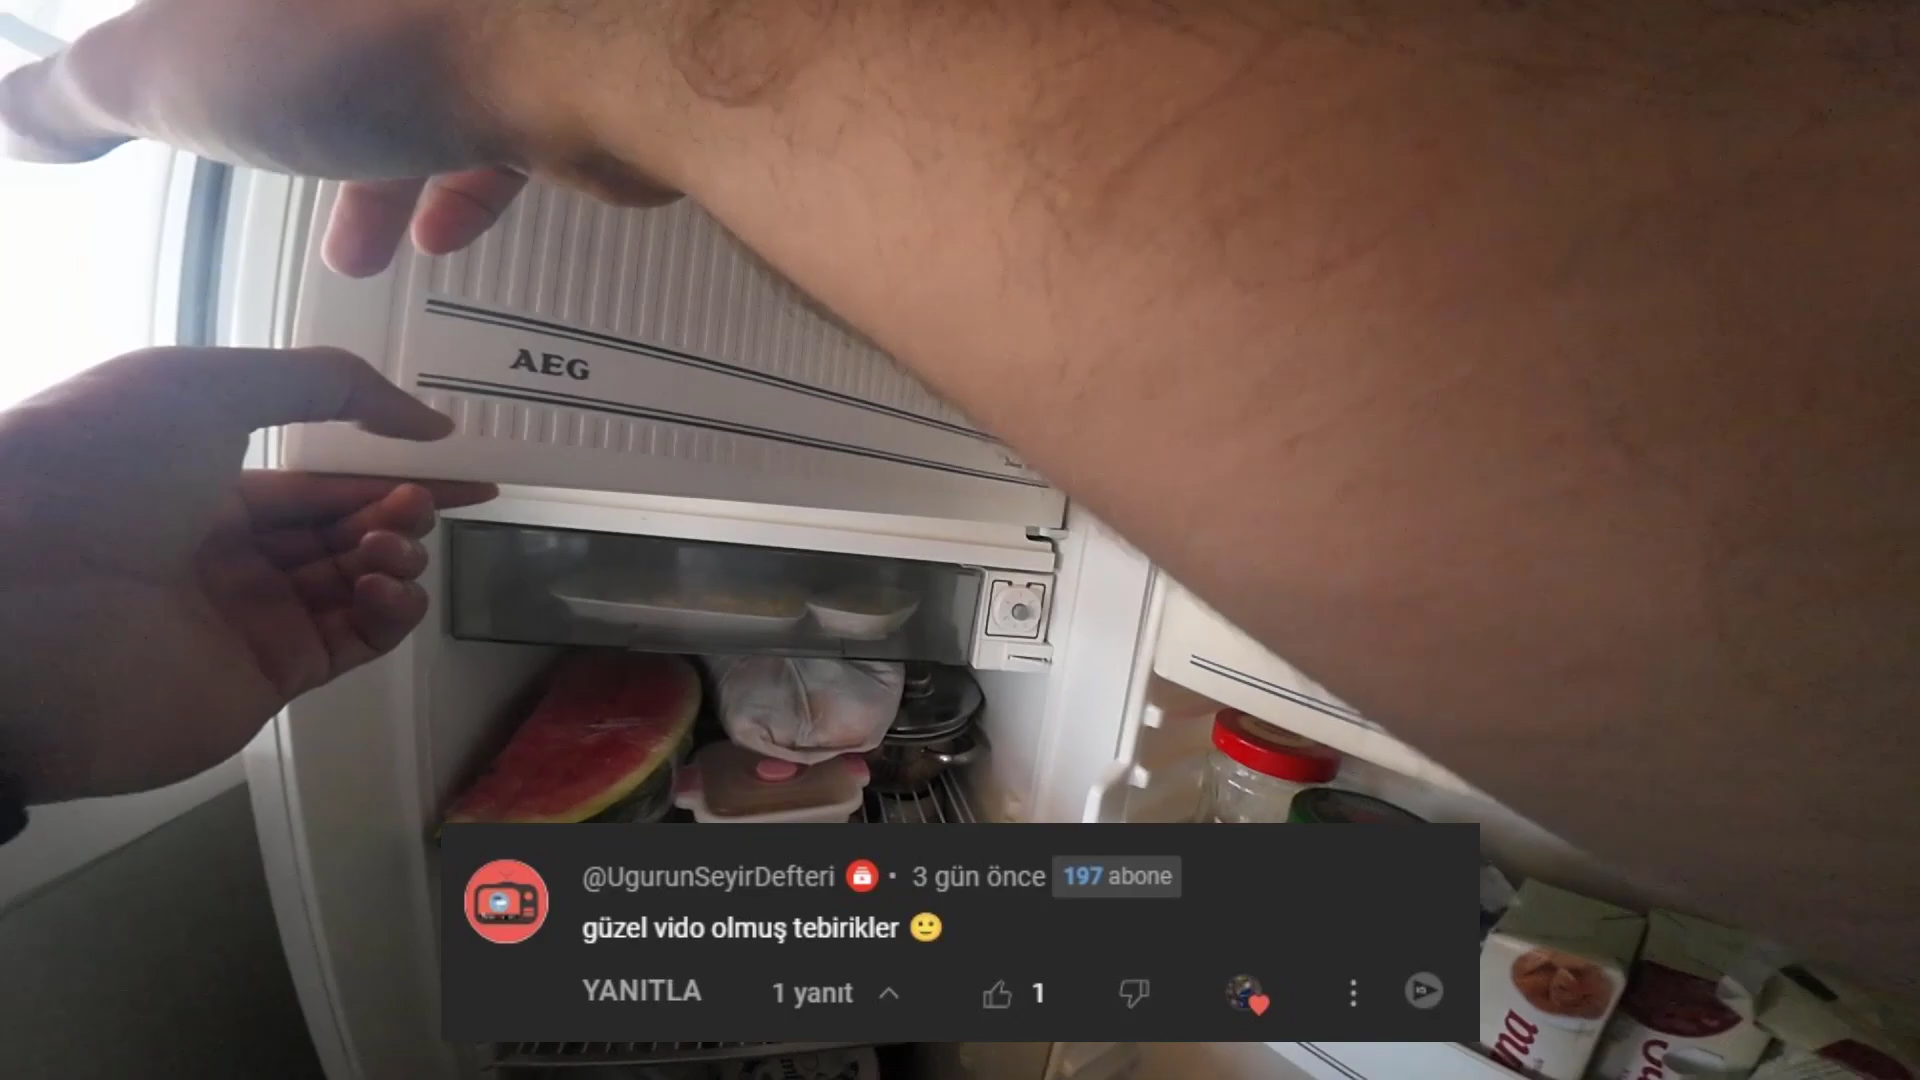 AEG
@UgurunSeyirDefteri • 3 gün önce 197 abone
güzel vido olmuş tebirikler 🙂
YANITLA 1 yanıt 1